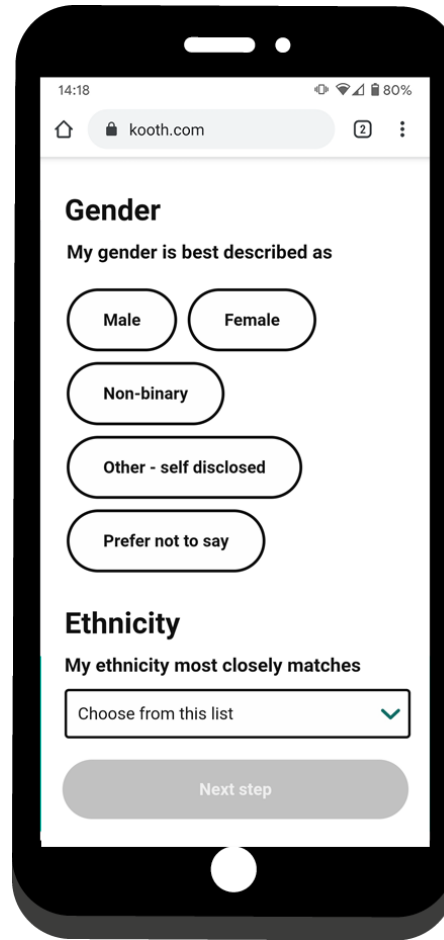 14:18
80%
kooth.com
2
Gender
My gender is best described as
Male
Female
Non-binary
Other - self disclosed
Prefer not to say
Ethnicity
My ethnicity most closely matches
Choose from this list
Next step